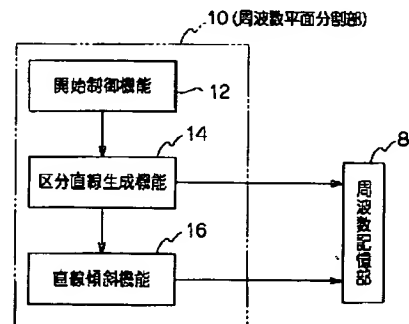 10 (周波数平面分割部)
開始制御機能
12
14
区分直線生成機能
8
周波数記憶部
16
直線傾斜機能